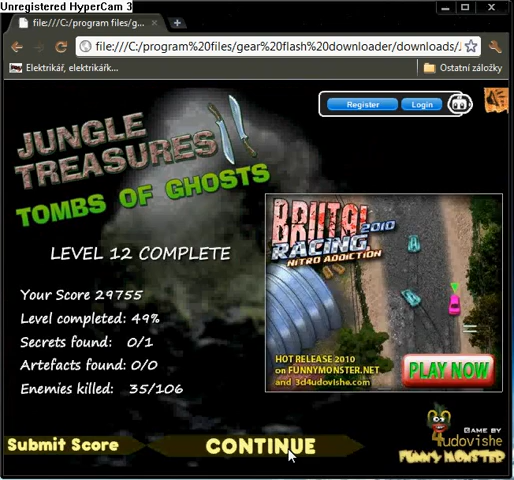 Unregistered HyperCam 3
file:///C:/program files/g
file:///C:/program%20files/gear%20flash%20downloader/downloads/J
Elektrikář, elektrikářk...
Ostatní záložky
Register
Login
JUNGLE
TREASURES II
TOMBS OF GHOSTS
BRUTAL 2010
RACING
NITRO ADDICTION
LEVEL 12 COMPLETE
Your Score 29755
Level completed: 49%
Secrets found: 0/1
Artefacts found: 0/0
Enemies killed: 35/106
HOT RELEASE 2010
on FUNNYMONSTER.NET
and 3d4udovishe.com
PLAY NOW
Submit Score
CONTINUE
GAME BY
4udovishe
FUNNY MONSTER